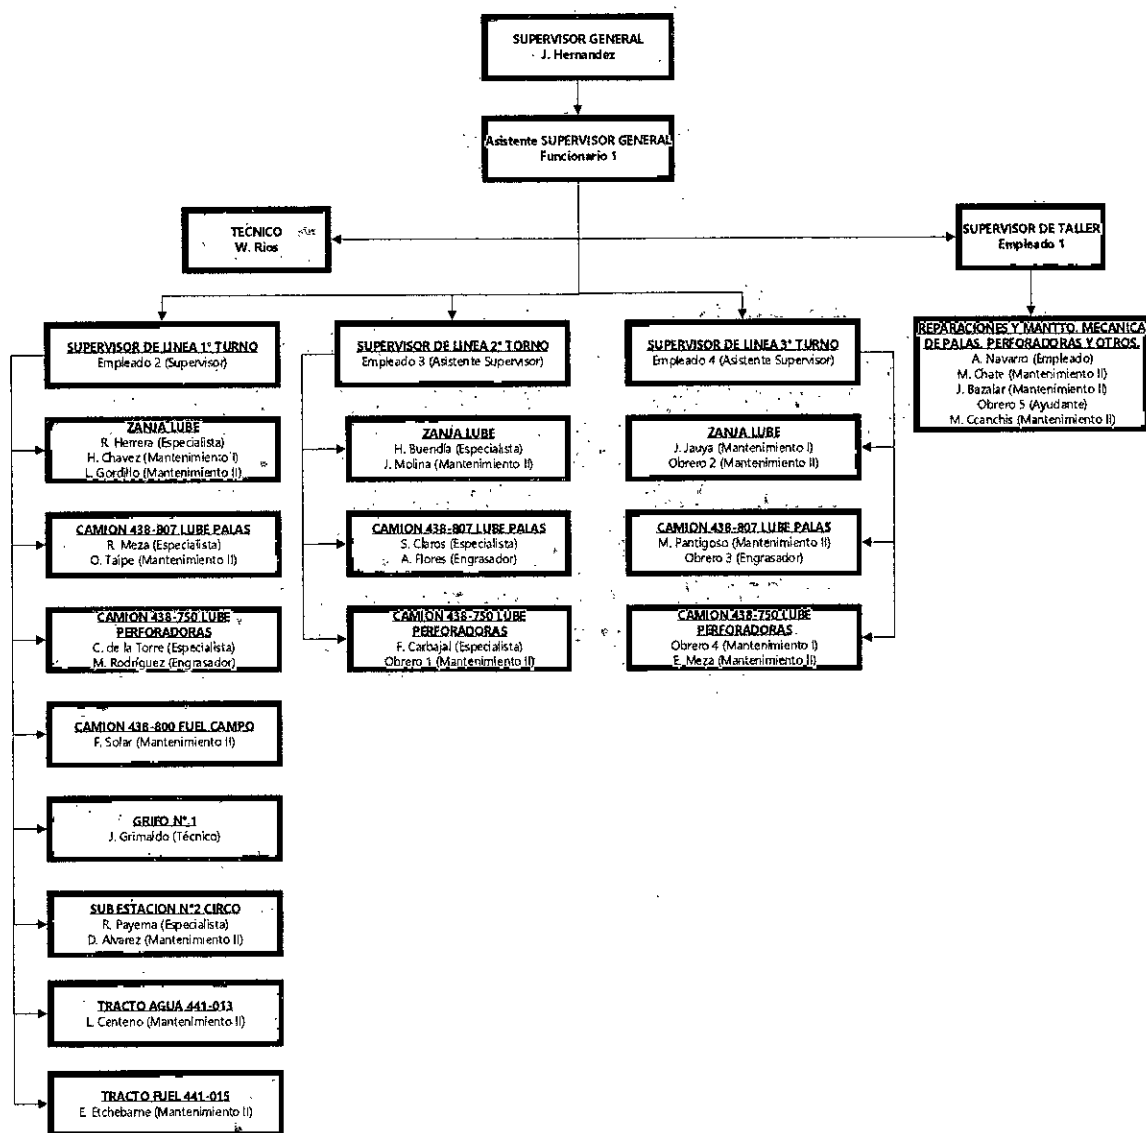 SUPERVISOR GENERAL
J. Hernandez
Asistente SUPERVISOR GENERAL
Funcionario 1
TECNICO
W. Rios
SUPERVISOR DE TALLER
Empleado 1
SUPERVISOR DE LINEA 1° TURNO
Empleado 2 (Supervisor)
SUPERVISOR DE LINEA 2° TORNO
Empleado 3 (Asistente Supervisor)
SUPERVISOR DE LINEA 3° TURNO
Empleado 4 (Asistente Supervisor)
REPARACIONES Y MANTTO. MECANICA
DE PALAS, PERFORADORAS Y OTROS.
A. Navarro (Empleado)
M. Chate (Mantenimiento II)
J. Bazalar (Mantenimiento II)
Obrero 5 (Ayudante)
M. Ccanchis (Mantenimiento II)
ZANJA LUBE
R. Herrera (Especialista)
H. Chavez (Mantenimiento I)
L. Gordillo (Mantenimiento II)
ZANJA LUBE
H. Buendía (Especialista)
J. Molina (Mantenimiento II)
ZANJA LUBE
J. Jauya (Mantenimiento I)
Obrero 2 (Mantenimiento II)
CAMION 438-807 LUBE PALAS
R. Meza (Especialista)
O. Taipe (Mantenimiento II)
CAMION 438-807 LUBE PALAS
S. Claros (Especialista)
A. Flores (Engrasador)
CAMION 438-807 LUBE PALAS
M. Pantigoso (Mantenimiento II)
Obrero 3 (Engrasador)
CAMION 438-750 LUBE
PERFORADORAS
C. de la Torre (Especialista)
M. Rodríguez (Engrasador)
CAMION 438-750 LUBE
PERFORADORAS
F. Carbajal (Especialista)
Obrero 1 (Mantenimiento II)
CAMION 438-750 LUBE
PERFORADORAS
Obrero 4 (Mantenimiento I)
E. Meza (Mantenimiento II)
CAMION 438-800 FUEL CAMPO
F. Solar (Mantenimiento II)
GRIFO N° 1
J. Grimaldo (Técnico)
SUB ESTACION N°2 CIRCO
R. Payema (Especialista)
D. Alvarez (Mantenimiento II)
TRACTO AGUA 441-013
L. Centeno (Mantenimiento II)
TRACTO FUEL 441-015
E. Etchebarne (Mantenimiento II)